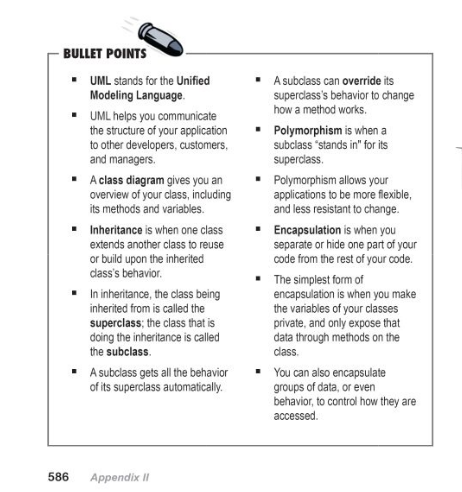 BULLET POINTS
▪ UML stands for the Unified
Modeling Language.
▪ UML helps you communicate
the structure of your application
to other developers, customers,
and managers.
▪ A class diagram gives you an
overview of your class, including
its methods and variables.
▪ Inheritance is when one class
extends another class to reuse
or build upon the inherited
class's behavior.
▪ In inheritance, the class being
inherited from is called the
superclass; the class that is
doing the inheritance is called
the subclass.
▪ A subclass gets all the behavior
of its superclass automatically.
▪ A subclass can override its
superclass's behavior to change
how a method works.
▪ Polymorphism is when a
subclass "stands in" for its
superclass.
▪ Polymorphism allows your
applications to be more flexible,
and less resistant to change.
▪ Encapsulation is when you
separate or hide one part of your
code from the rest of your code.
▪ The simplest form of
encapsulation is when you make
the variables of your classes
private, and only expose that
data through methods on the
class.
▪ You can also encapsulate
groups of data, or even
behavior, to control how they are
accessed.
586 Appendix II